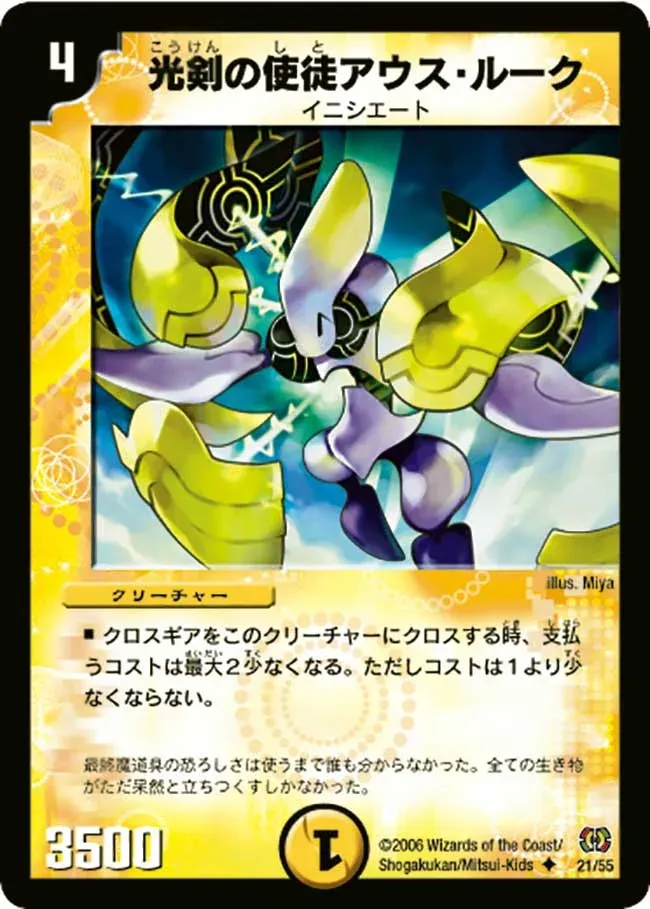 4
こうけん しと
光剣の使徒アウス・ルーク
イニシエート
illus. Miya
クリーチャー
■ クロスギアをこのクリーチャーにクロスする時、支払
うコストは最大2少なくなる。ただしコストは1より少
なくならない。
最終魔道具の恐ろしさは使うまで誰も分からなかった。全ての生き物
がただ呆然と立ちつくすしかなかった。
3500
1
©2006 Wizards of the Coast/
Shogakukan/Mitsui-Kids
21/55